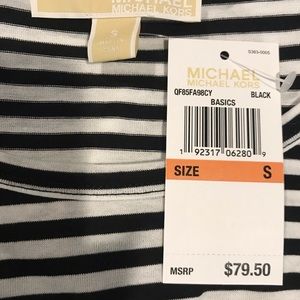 MICHAEL
MICHAEL KORS
S
S363-0005
MICHAEL
MICHAEL KORS
QF85FA98CY BLACK
BASICS
1 92317 06280 9
SIZE S
MSRP $79.50